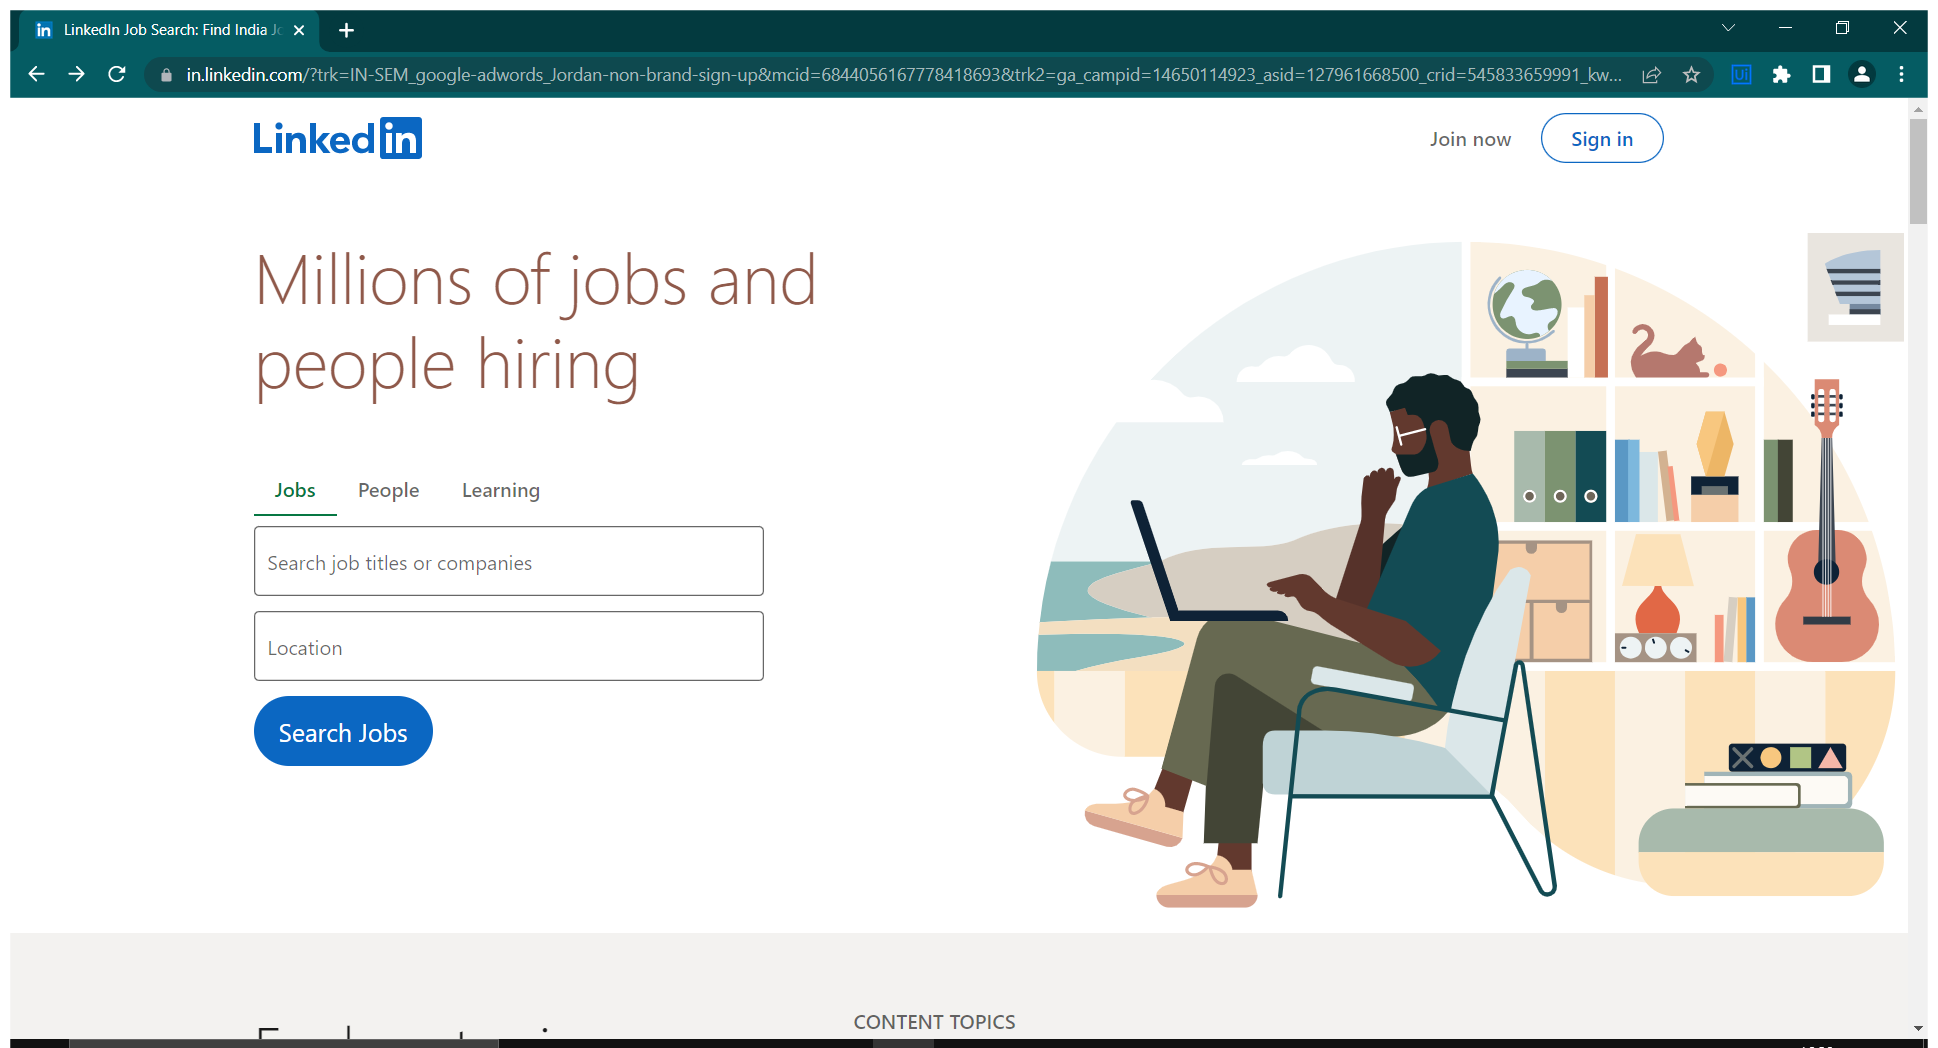 LinkedIn Job Search: Find India Jo
in.linkedin.com/?trk=IN-SEM_google-adwords_Jordan-non-brand-sign-up&mcid=6844056167778418693&trk2=ga_campid=14650114923_asid=127961668500_crid=545833659991_kw...
Linkedin
Join now
Sign in
Millions of jobs and
people hiring
Jobs
People
Learning
Search job titles or companies
Location
Search Jobs
CONTENT TOPICS